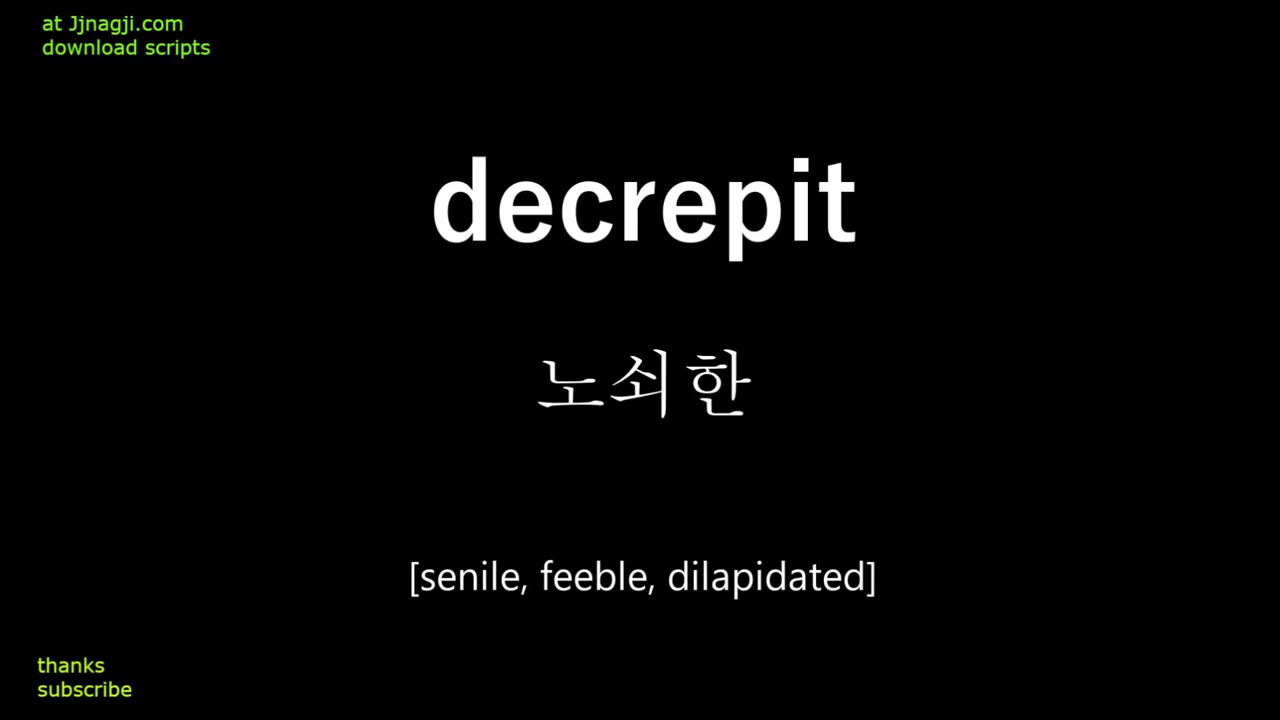 at Jjnagji.com
download scripts
decrepit
노쇠한
[senile, feeble, dilapidated]
thanks
subscribe